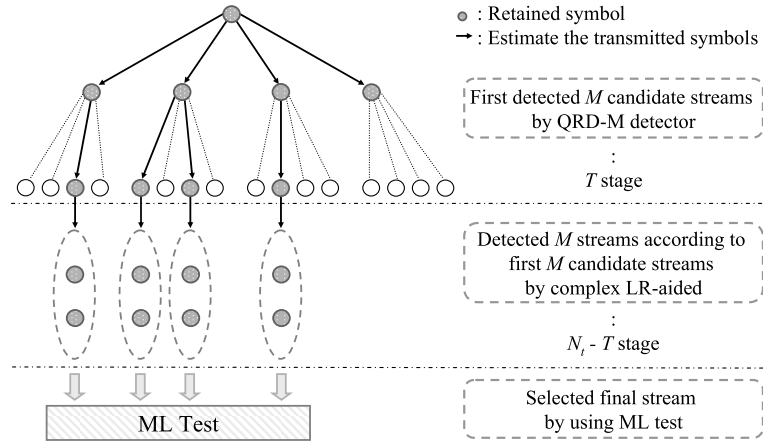 : Retained symbol
: Estimate the transmitted symbols
First detected M candidate streams
by QRD-M detector
:
T stage
Detected M streams according to
first M candidate streams
by complex LR-aided
:
Nt - T stage
Selected final stream
by using ML test
ML Test